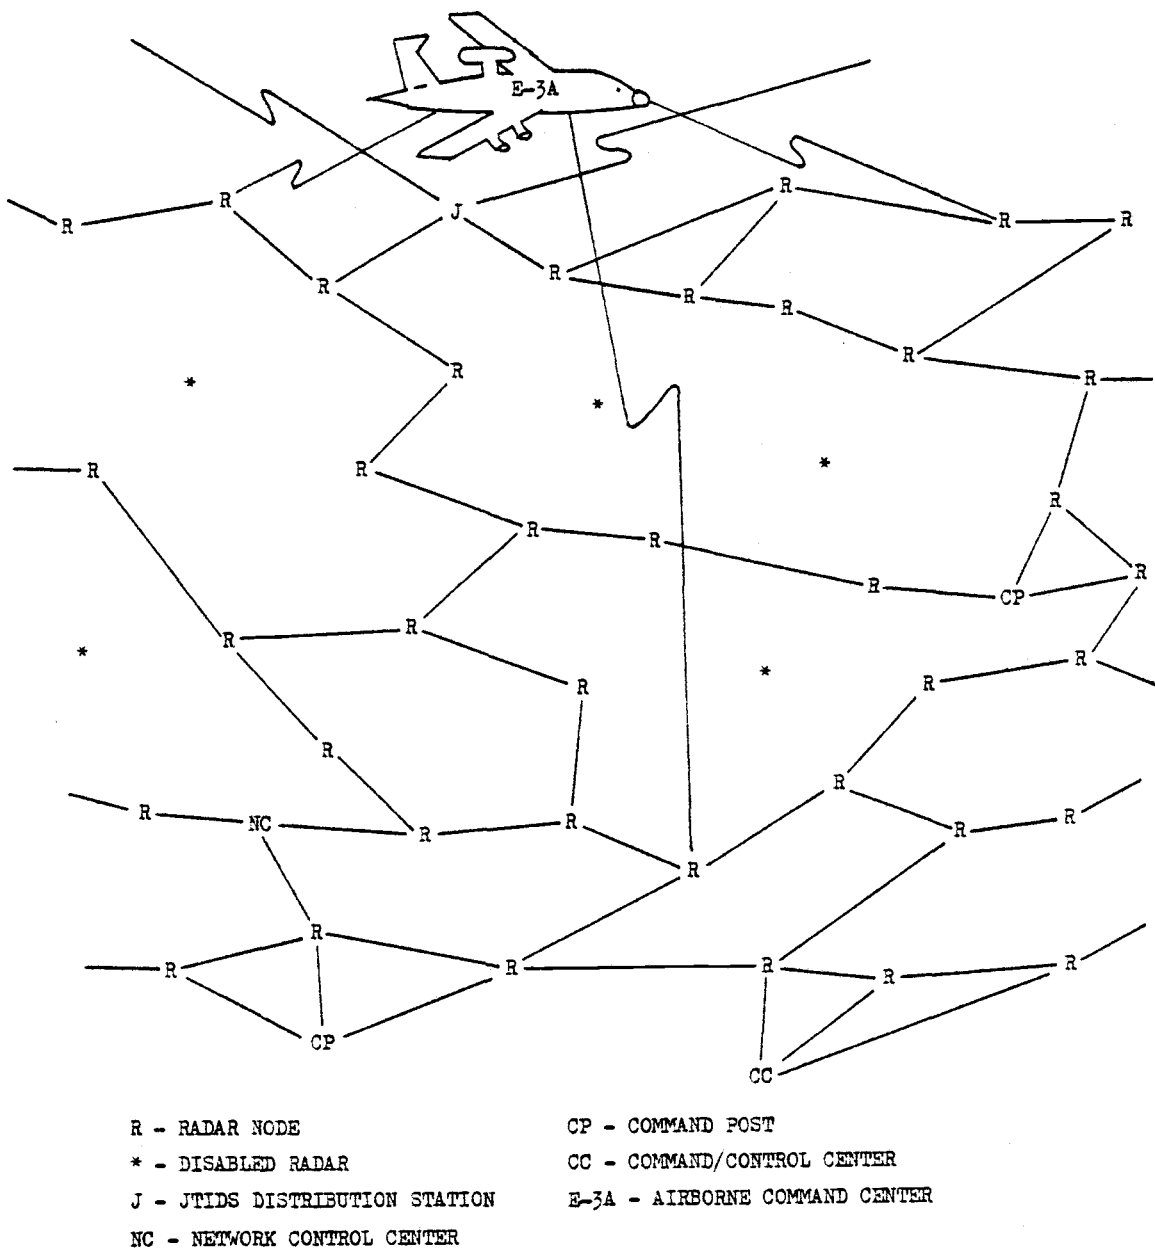 E-3A
R
R
J
R
R
R
R
R
R
R
R
R
R
*
*
*
R
R
R
R
R
R
R
CP
R
R
*
R
*
R
R
R
R
R
NC
R
R
R
R
R
R
R
R
R
R
R
CP
CC
R - RADAR NODE
* - DISABLED RADAR
J - JTIDS DISTRIBUTION STATION
NC - NETWORK CONTROL CENTER
CP - COMMAND POST
CC - COMMAND/CONTROL CENTER
E-3A - AIRBORNE COMMAND CENTER